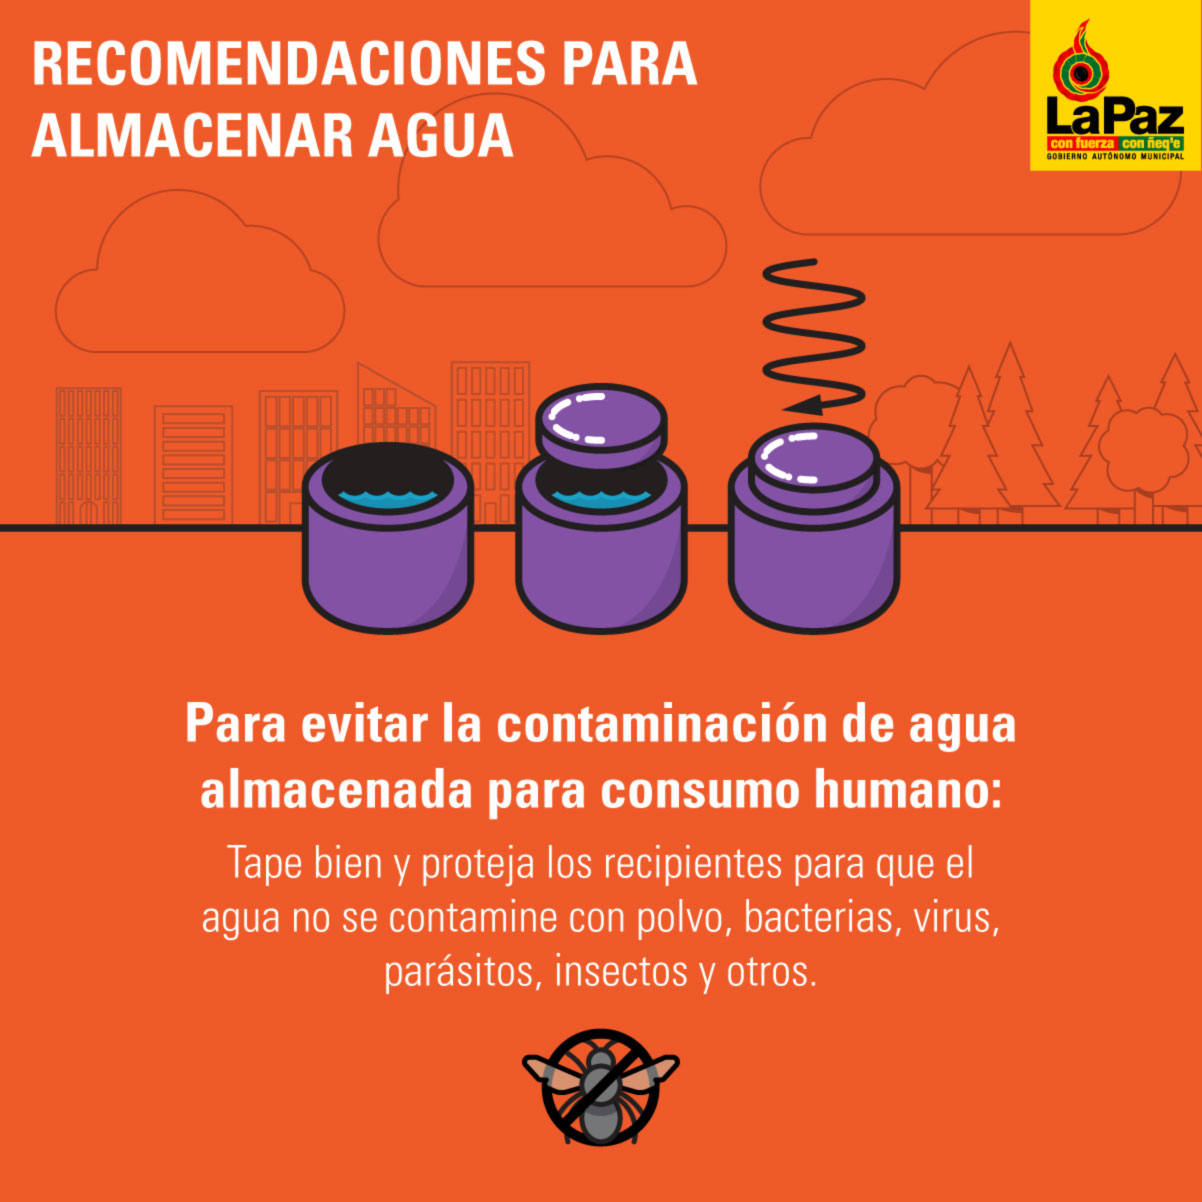 RECOMENDACIONES PARA
ALMACENAR AGUA
LaPaz
con fuerza con ñeq'e
GOBIERNO AUTÓNOMO MUNICIPAL
Para evitar la contaminación de agua
almacenada para consumo humano:
Tape bien y proteja los recipientes para que el
agua no se contamine con polvo, bacterias, virus,
parásitos, insectos y otros.